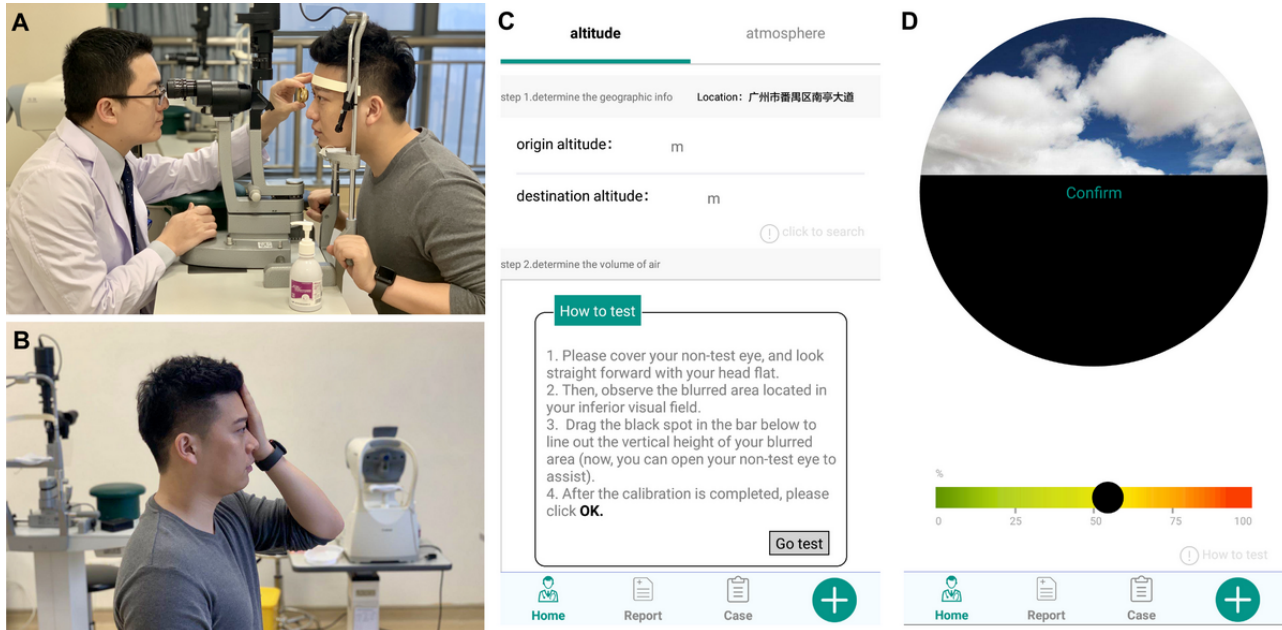 A
B
C
altitude
atmosphere
step 1.determine the geographic info
Location: 广州市番禺区南亭大道
origin altitude:
m
destination altitude:
m
click to search
step 2.determine the volume of air
How to test
1. Please cover your non-test eye, and look
straight forward with your head flat.
2. Then, observe the blurred area located in
your inferior visual field.
3. Drag the black spot in the bar below to
line out the vertical height of your blurred
area (now, you can open your non-test eye to
assist).
4. After the calibration is completed, please
click OK.
Go test
Home
Report
Case
D
Confirm
%
0
25
50
75
100
How to test
Home
Report
Case